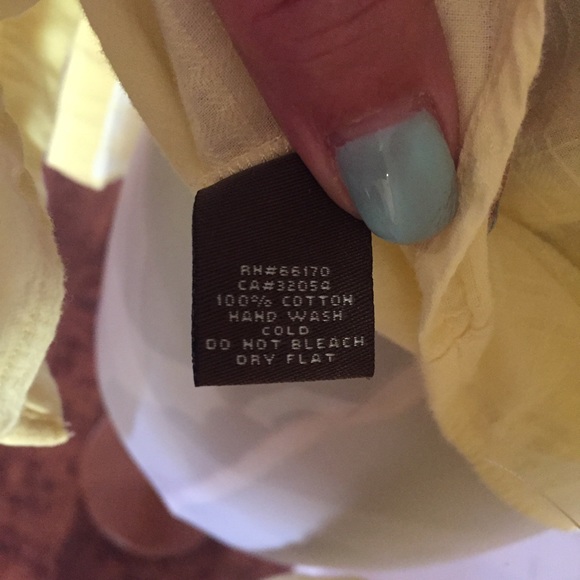 RN#66170
CA#32054
100% COTTON
HAND WASH
COLD
DO NOT BLEACH
DRY FLAT